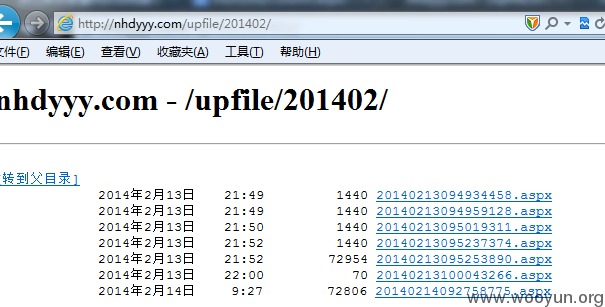 http://nhdyyy.com/upfile/201402/
文件(F) 编辑(E) 查看(V) 收藏夹(A) 工具(T) 帮助(H)
nhdyyy.com - /upfile/201402/
转到父目录]
2014年2月13日 21:49 1440 20140213094934458.aspx
2014年2月13日 21:49 1440 20140213094959128.aspx
2014年2月13日 21:50 1440 20140213095019311.aspx
2014年2月13日 21:52 1440 20140213095237374.aspx
2014年2月13日 21:52 72954 20140213095253890.aspx
2014年2月13日 22:00 70 20140213100043266.aspx
2014年2月14日 9:27 72806 20140214092758775.aspx
www.wooyun.org